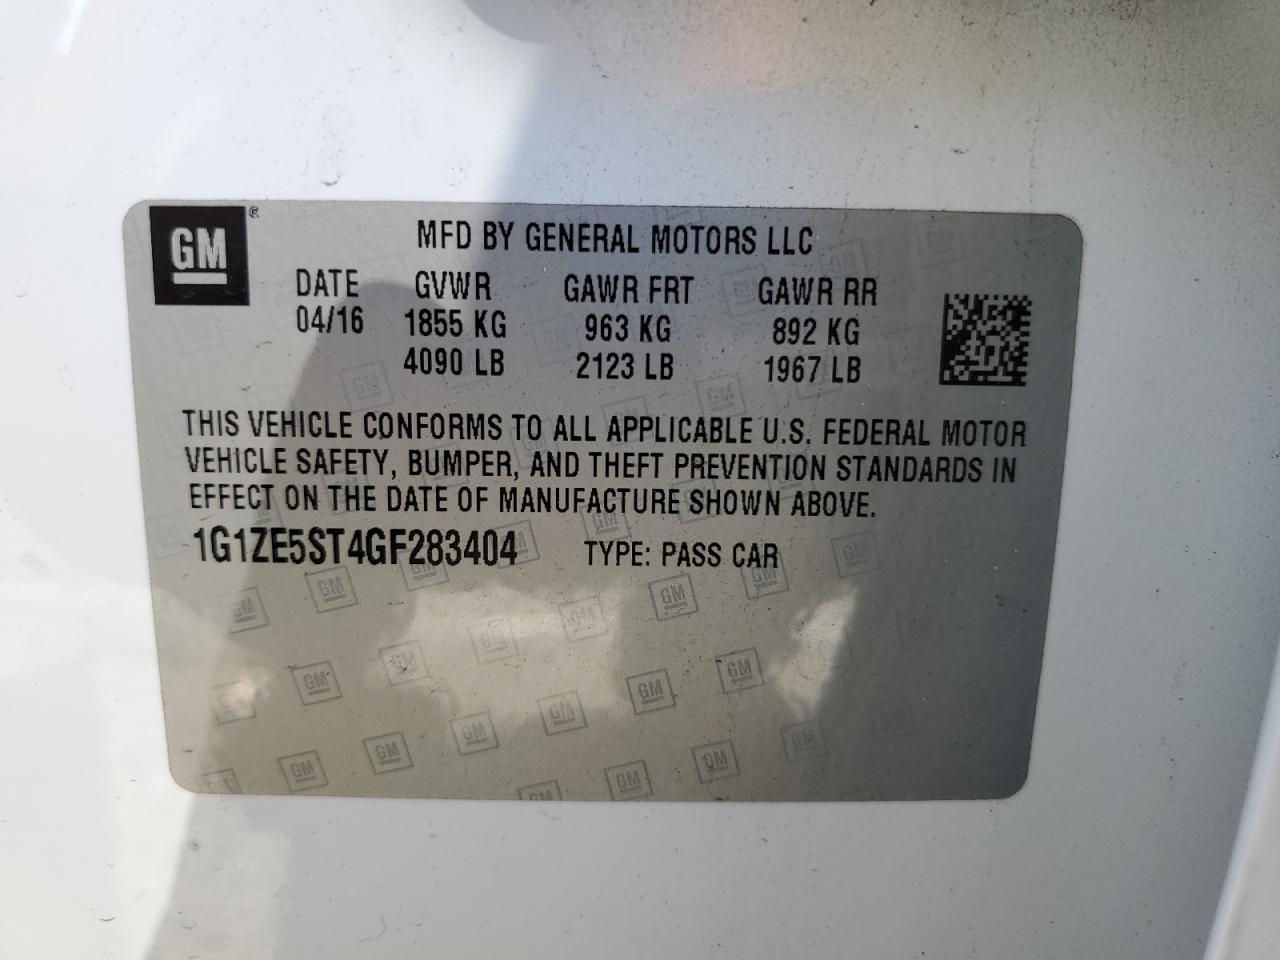 GM ®
MFD BY GENERAL MOTORS LLC
DATE GVWR GAWR FRT GAWR RR
04/16 1855 KG 963 KG 892 KG
4090 LB 2123 LB 1967 LB
THIS VEHICLE CONFORMS TO ALL APPLICABLE U.S. FEDERAL MOTOR
VEHICLE SAFETY, BUMPER, AND THEFT PREVENTION STANDARDS IN
EFFECT ON THE DATE OF MANUFACTURE SHOWN ABOVE.
1G1ZE5ST4GF283404 TYPE: PASS CAR